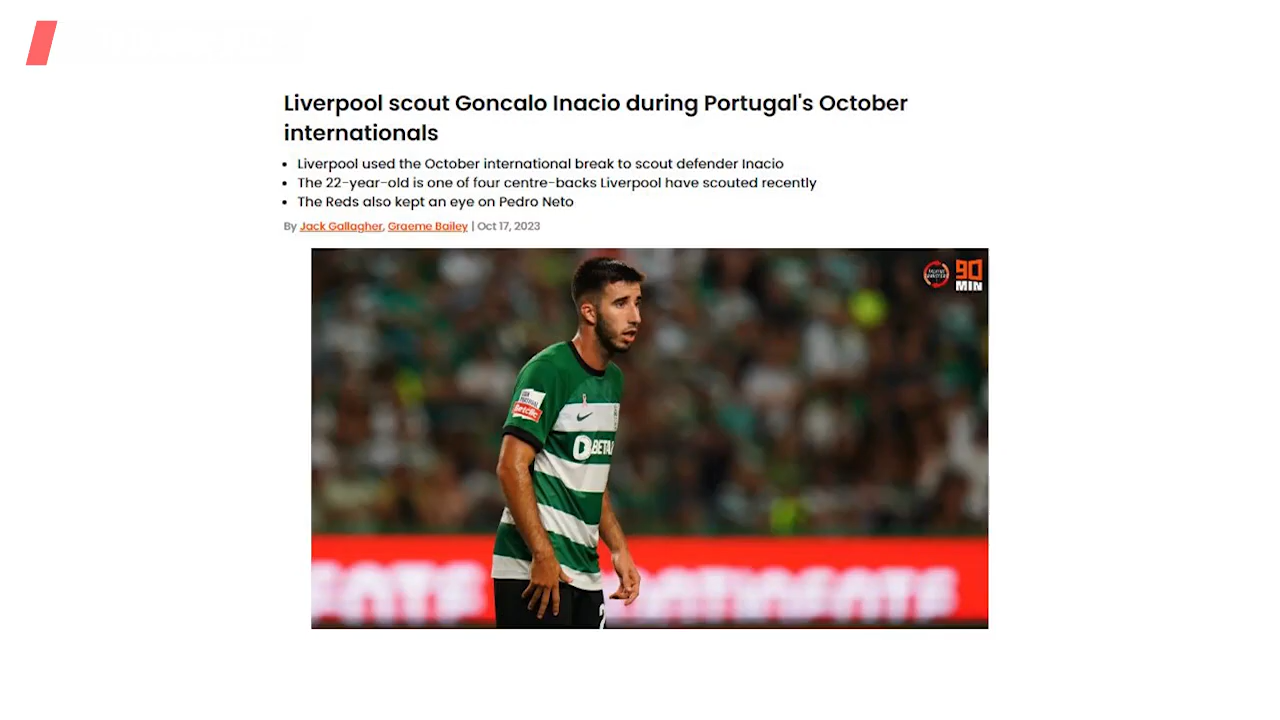 Liverpool scout Goncalo Inacio during Portugal's October
internationals
• Liverpool used the October international break to scout defender Inacio
• The 22-year-old is one of four centre-backs Liverpool have scouted recently
• The Reds also kept an eye on Pedro Neto
By Jack Gallagher, Graeme Bailey | Oct 17, 2023
90
MIN
BETA